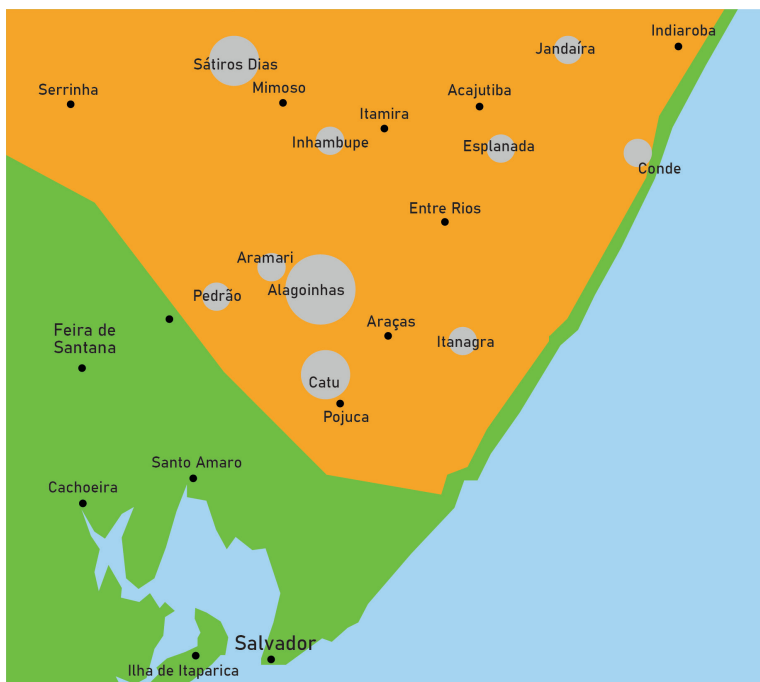 Indiaroba
Jandaíra
Sátiros Dias
Serrinha
Mimoso
Acajutiba
Itamira
Inhambupe
Esplanada
Conde
Entre Rios
Aramari
Alagoinhas
Pedrão
Araças
Feira de
Santana
Itanagra
Catu
Pojuca
Santo Amaro
Cachoeira
Salvador
Ilha de Itaparica